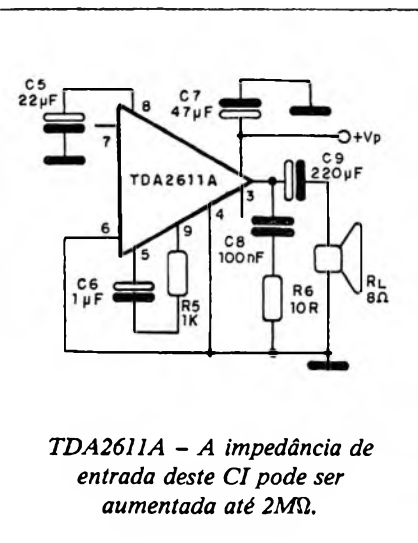 C5
22µF
8
7
C7
47µF
+Vp
TDA2611A
C9
220µF
3
4
9
5
6
C6
1µF
R5
1K
C8
100nF
R6
10R
RL
8Ω
TDA2611A – A impedância de
entrada deste CI pode ser
aumentada até 2MΩ.